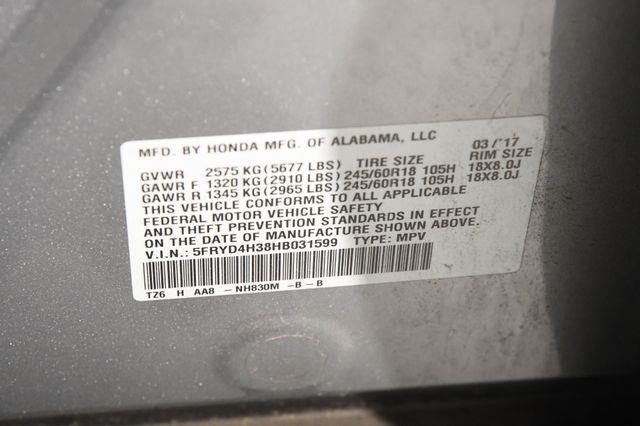 MFD. BY HONDA MFG. OF ALABAMA, LLC 03/'17
GVWR 2575 KG(5677 LBS) TIRE SIZE RIM SIZE
GAWR F 1320 KG(2910 LBS) 245/60R18 105H 18X8.0J
GAWR R 1345 KG(2965 LBS) 245/60R18 105H 18X8.0J
THIS VEHICLE CONFORMS TO ALL APPLICABLE
FEDERAL MOTOR VEHICLE SAFETY
AND THEFT PREVENTION STANDARDS IN EFFECT
ON THE DATE OF MANUFACTURE SHOWN ABOVE.
V.I.N.: 5FRYD4H38HB031599 TYPE: MPV
TZ6 H AA8 - NH830M -B - B